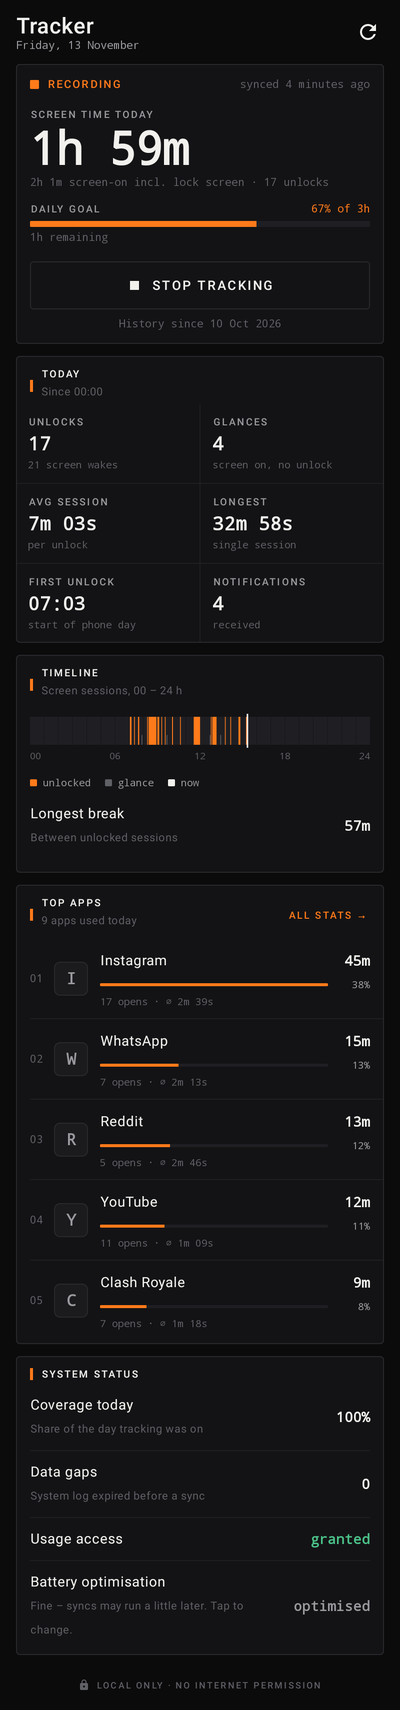 Tracker
Friday, 13 November
RECORDING
synced 4 minutes ago
SCREEN TIME TODAY
1h 59m
2h 1m screen-on incl. lock screen · 17 unlocks
DAILY GOAL
67% of 3h
1h remaining
STOP TRACKING
History since 10 Oct 2026
TODAY
Since 00:00
UNLOCKS
17
21 screen wakes
GLANCES
4
screen on, no unlock
AVG SESSION
7m 03s
per unlock
LONGEST
32m 58s
single session
FIRST UNLOCK
07:03
start of phone day
NOTIFICATIONS
4
received
TIMELINE
Screen sessions, 00 – 24 h
00 06 12 18 24
unlocked glance now
Longest break
Between unlocked sessions
57m
TOP APPS
9 apps used today
ALL STATS →
01 I
Instagram
45m
38%
17 opens · ⌀ 2m 39s
02 W
WhatsApp
15m
13%
7 opens · ⌀ 2m 13s
03 R
Reddit
13m
12%
5 opens · ⌀ 2m 46s
04 Y
YouTube
12m
11%
11 opens · ⌀ 1m 09s
05 C
Clash Royale
9m
8%
7 opens · ⌀ 1m 18s
SYSTEM STATUS
Coverage today
Share of the day tracking was on
100%
Data gaps
System log expired before a sync
0
Usage access
granted
Battery optimisation
Fine – syncs may run a little later. Tap to
change.
optimised
LOCAL ONLY · NO INTERNET PERMISSION